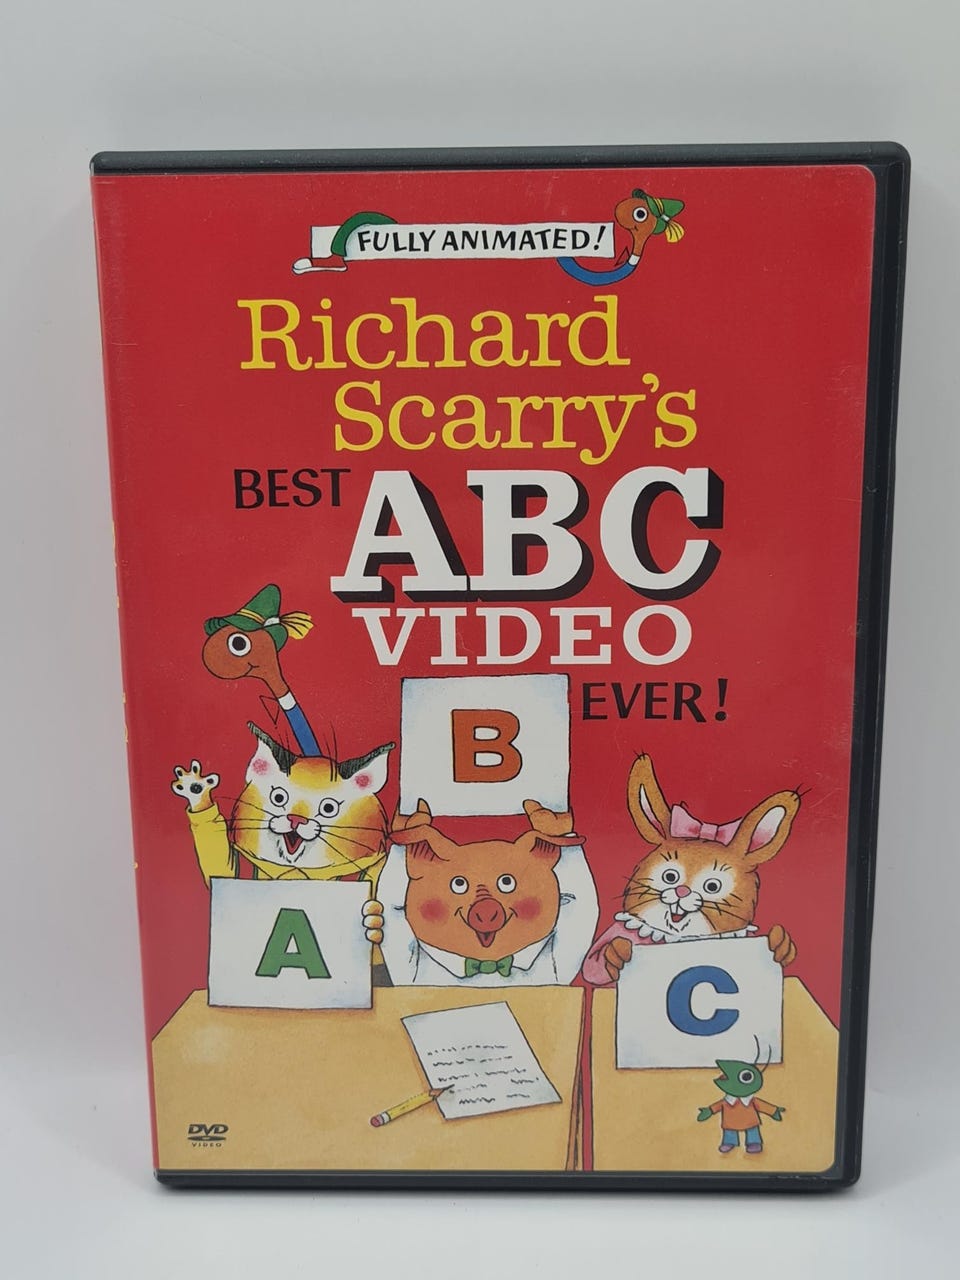 FULLY ANIMATED!
Richard
Scarry's
BEST ABC
VIDEO
EVER!
B
A
C
DVD
VIDEO